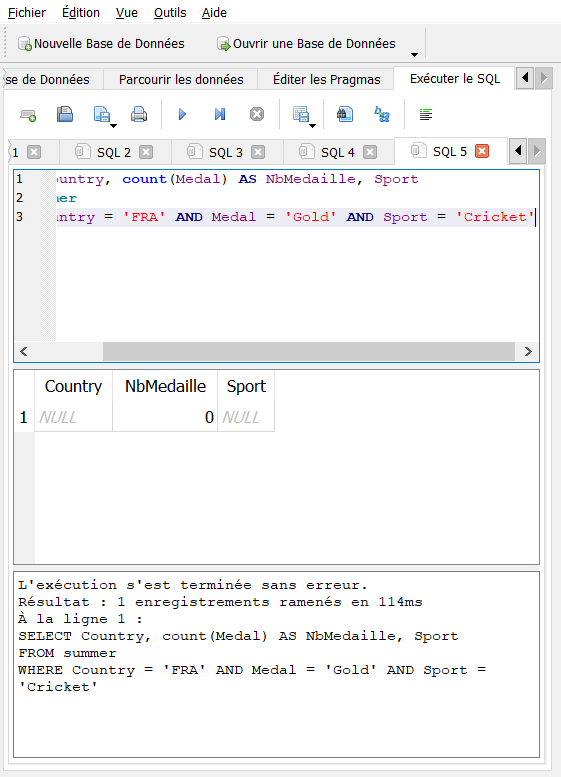 Fichier Édition Vue Outils Aide
Nouvelle Base de Données Ouvrir une Base de Données
se de Données Parcourir les données Éditer les Pragmas Exécuter le SQL
1 SQL 2 SQL 3 SQL 4 SQL 5
1 ountry, count(Medal) AS NbMedaille, Sport
2 mer
3 untry = 'FRA' AND Medal = 'Gold' AND Sport = 'Cricket'
Country NbMedaille Sport
1 NULL 0 NULL
L'exécution s'est terminée sans erreur.
Résultat : 1 enregistrements ramenés en 114ms
À la ligne 1 :
SELECT Country, count(Medal) AS NbMedaille, Sport
FROM summer
WHERE Country = 'FRA' AND Medal = 'Gold' AND Sport =
'Cricket'